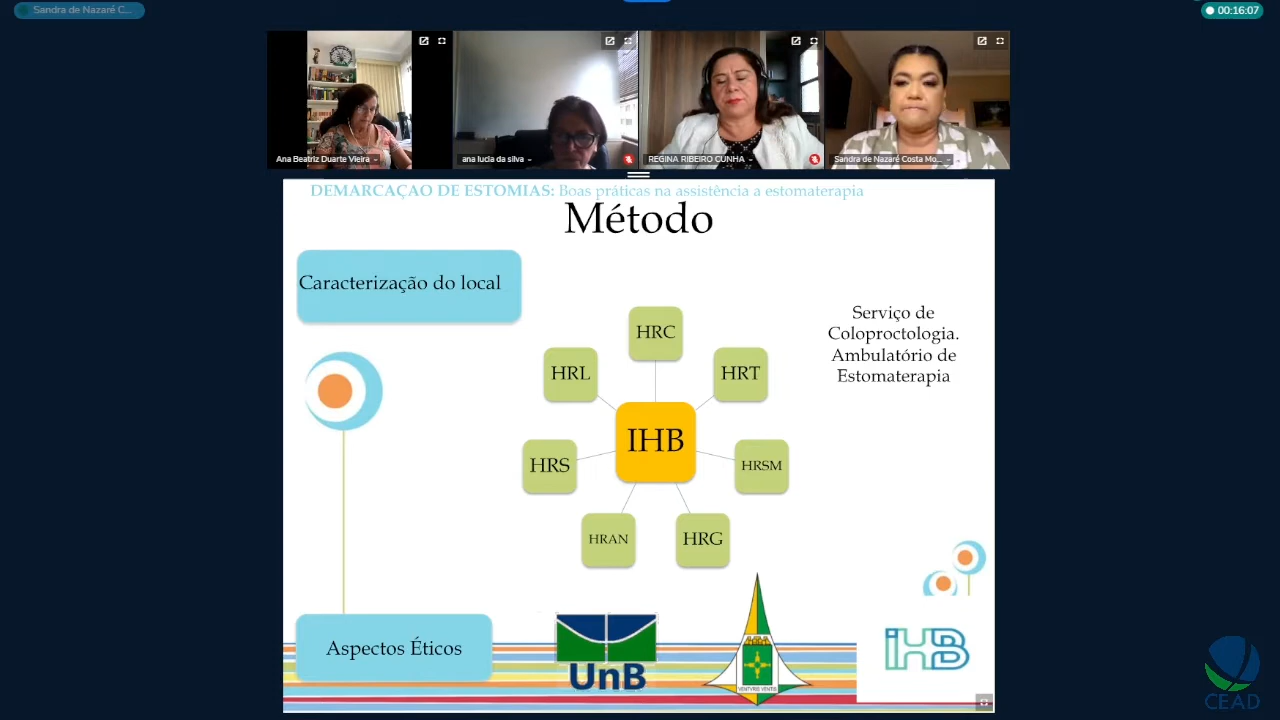 Sandra de Nazaré C...
00:16:07
Ana Beatriz Duarte Vieira
ana lucia da silva
REGINA RIBEIRO CUNHA
Sandra de Nazaré Costa Mo...
DEMARCAÇAO DE ESTOMIAS: Boas práticas na assistência a estomaterapia
Método
Caracterização do local
Serviço de
Coloproctologia.
Ambulatório de
Estomaterapia
HRC
HRL
HRT
IHB
HRS
HRSM
HRAN
HRG
Aspectos Éticos
UnB
VENTVRIS VENTIS
iHB
CEAD